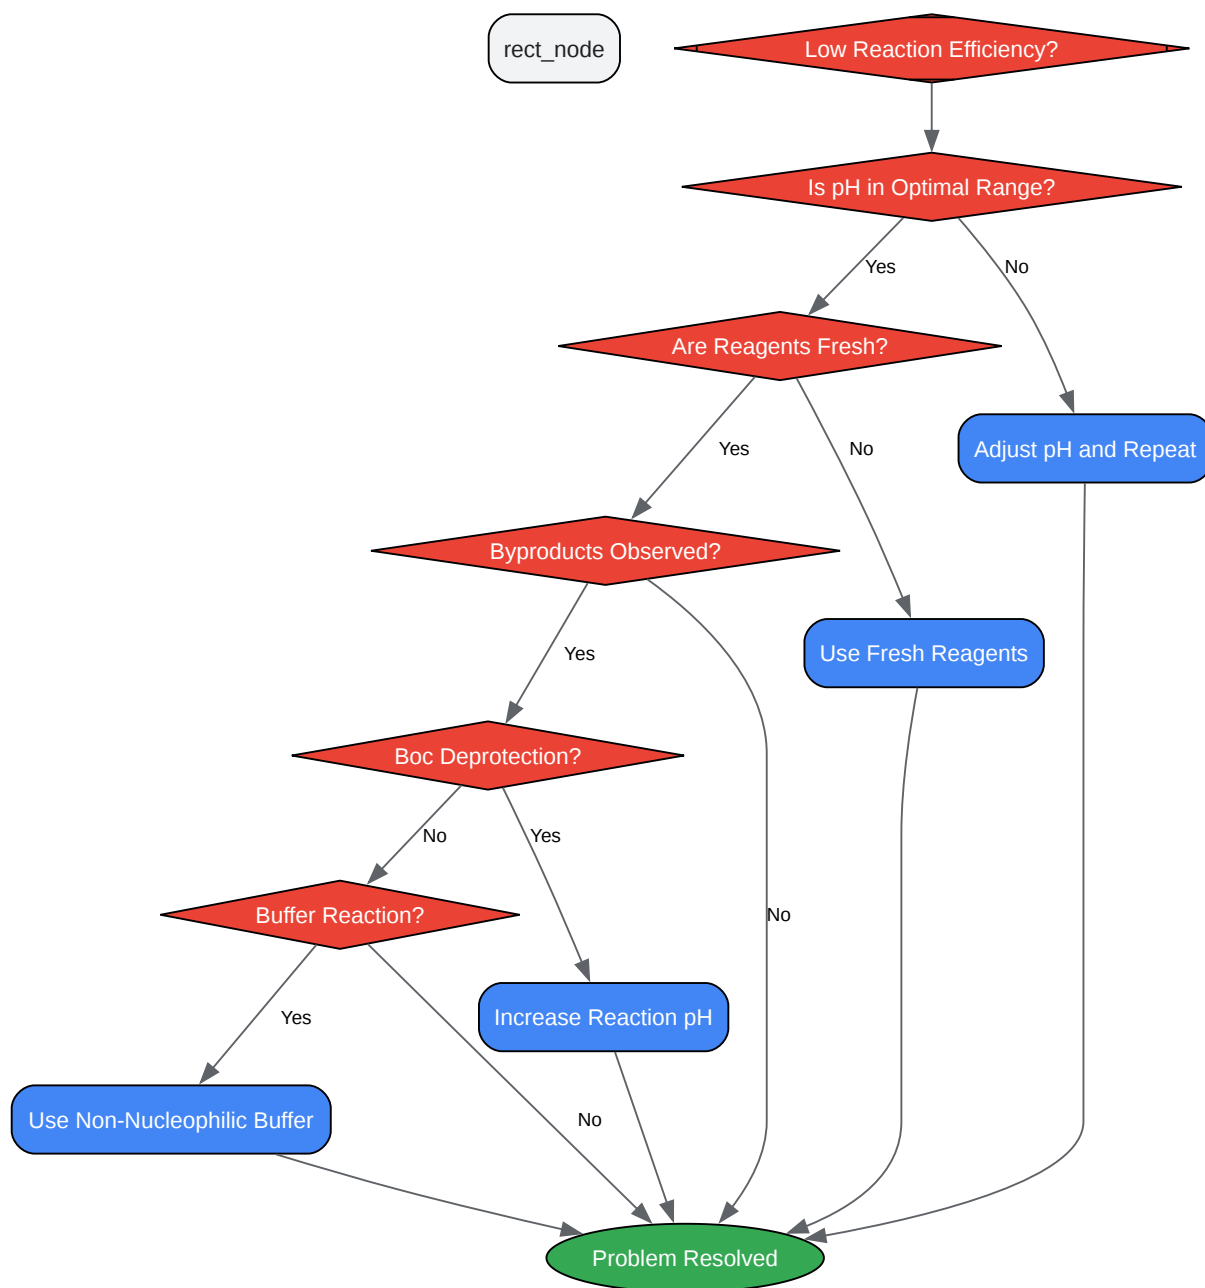 rect_node
Low Reaction Efficiency?
Is pH in Optimal Range?
Yes
No
Are Reagents Fresh?
Adjust pH and Repeat
Yes
No
Byproducts Observed?
Use Fresh Reagents
Yes
Boc Deprotection?
No
Yes
Buffer Reaction?
No
Increase Reaction pH
Yes
Use Non-Nucleophilic Buffer
No
Problem Resolved